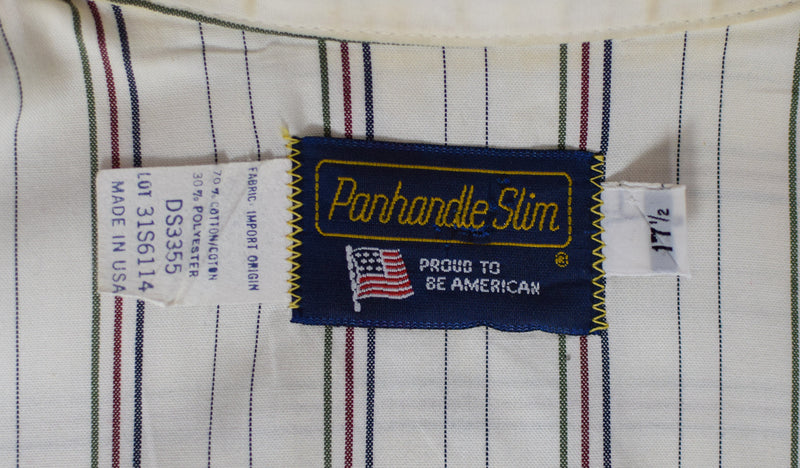 Panhandle Slim
®
PROUD TO
BE AMERICAN
17½
FABRIC IMPORT ORIGIN
70% COTTON/COTON
30% POLYESTER
DS3355
LOT 31S6114
MADE IN USA